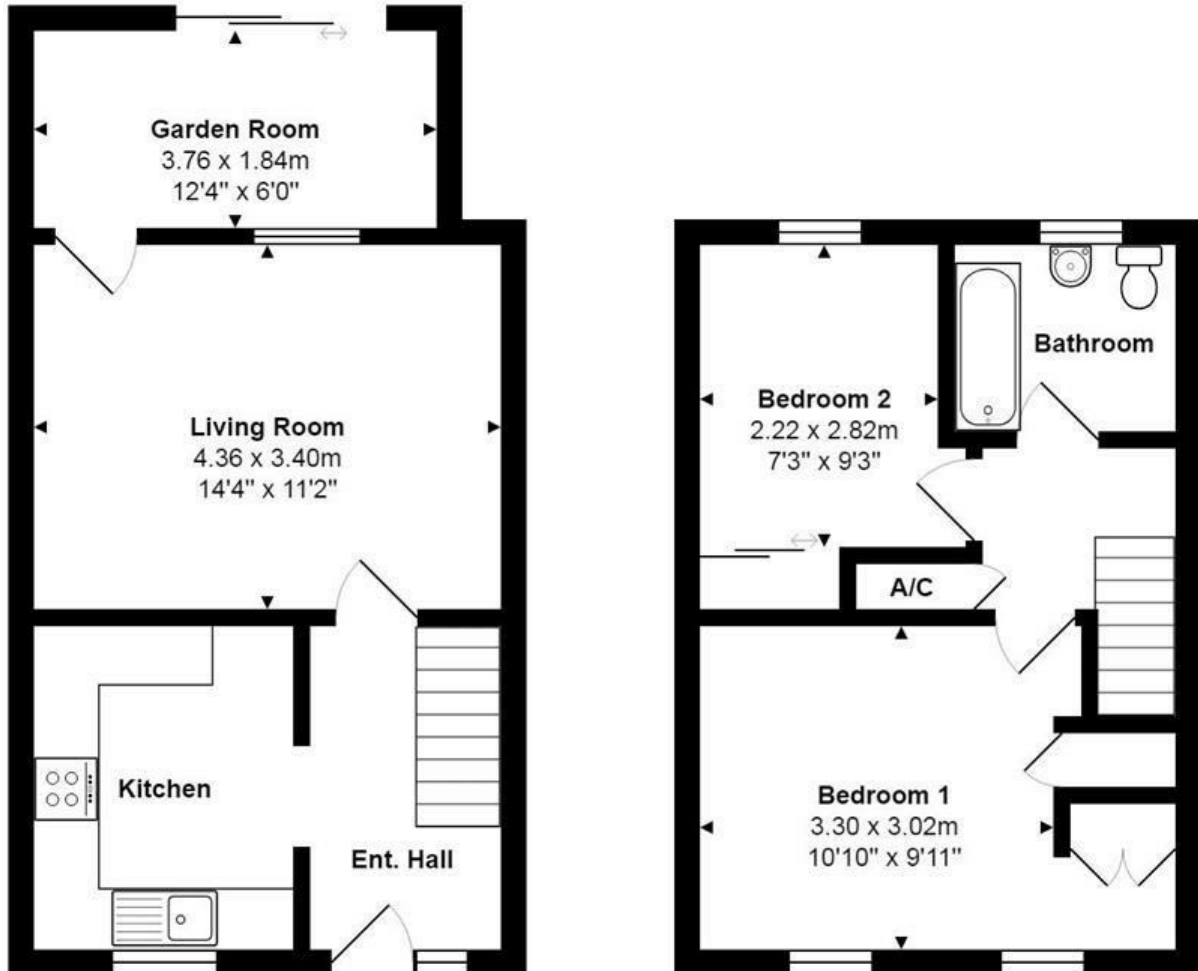 Garden Room
3.76 x 1.84m
12'4" x 6'0"
Living Room
4.36 x 3.40m
14'4" x 11'2"
Kitchen
Ent. Hall
Bedroom 2
2.22 x 2.82m
7'3" x 9'3"
Bathroom
A/C
Bedroom 1
3.30 x 3.02m
10'10" x 9'11"